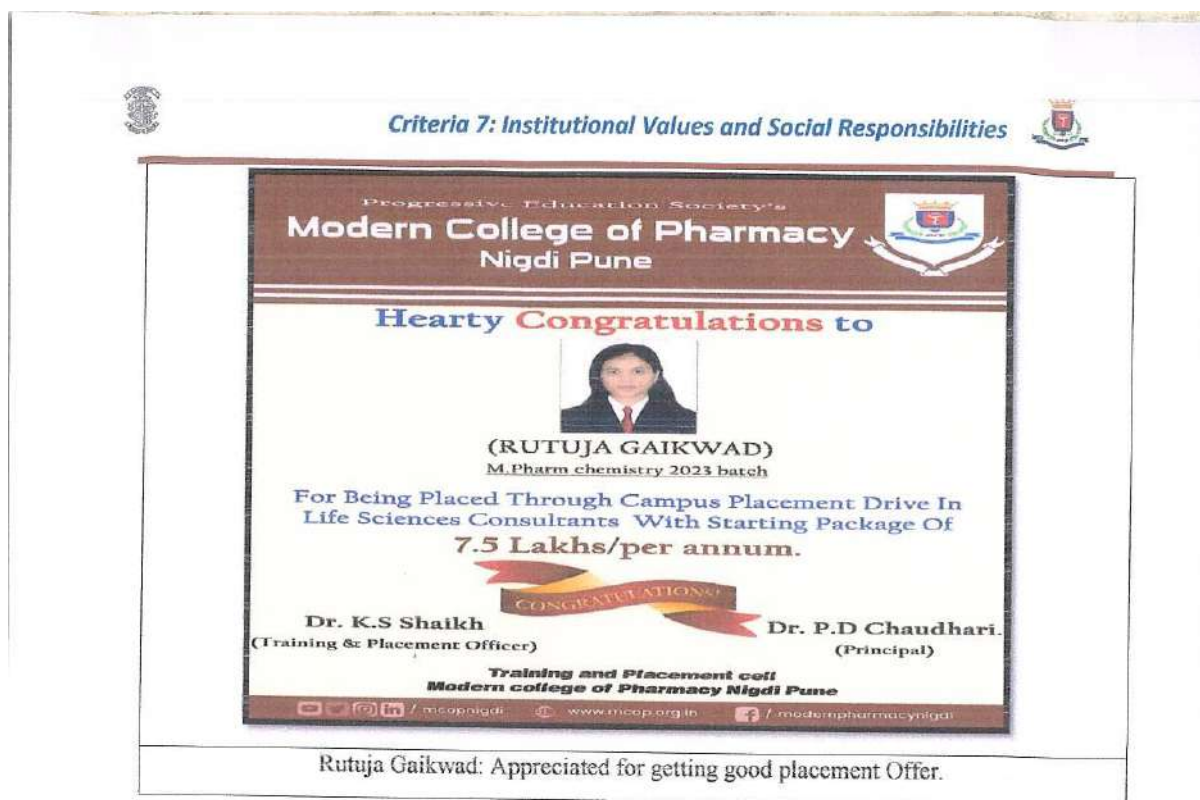 Criteria 7: Institutional Values and Social Responsibilities
Progressive Education Society's
Modern College of Pharmacy
Nigdi Pune
Hearty Congratulations to
(RUTUJA GAIKWAD)
M.Pharm chemistry 2023 batch
For Being Placed Through Campus Placement Drive In
Life Sciences Consultants With Starting Package Of
7.5 Lakhs/per annum.
CONGRATULATIONS!
Dr. K.S Shaikh
(Training & Placement Officer)
Dr. P.D Chaudhari.
(Principal)
Training and Placement cell
Modern college of Pharmacy Nigdi Pune
/ mcopnigdi www.mcop.org.in / modernpharmacynigdi
Rutuja Gaikwad: Appreciated for getting good placement Offer.